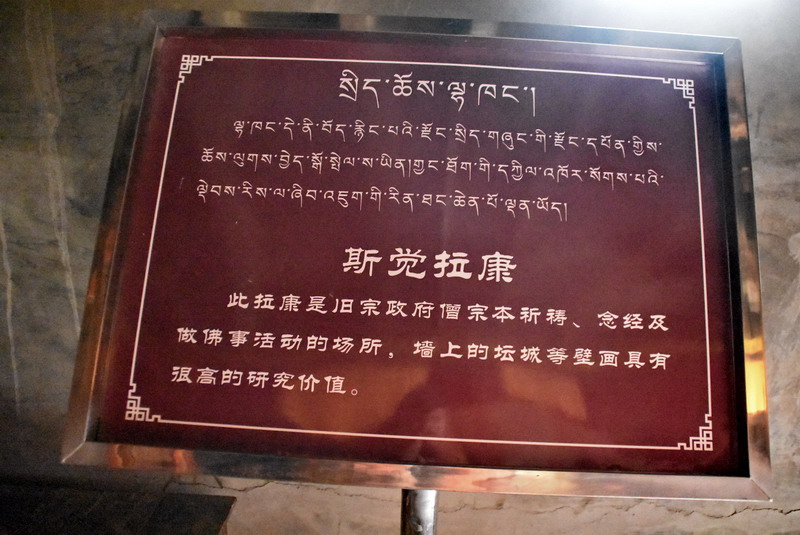 སྲིད་ཆོས་ལྷ་ཁང་།
ལྷ་ཁང་དེ་ནི་བོད་རྙིང་པའི་རྫོང་སྲིད་གཞུང་གི་རྫོང་དཔོན་གྱིས་
ཆོས་ལུགས་བྱེད་སྒོ་སྤེལ་ས་ཡིན།གྱང་ཐོག་གི་དཀྱིལ་འཁོར་སོགས་པའི་
ལྡེབས་རིས་ལ་ཞིབ་འཇུག་གི་རིན་ཐང་ཆེན་པོ་ལྡན་ཡོད།
斯觉拉康
此拉康是旧宗政府僧宗本祈祷、念经及
做佛事活动的场所，墙上的坛城等壁画具有
很高的研究价值。